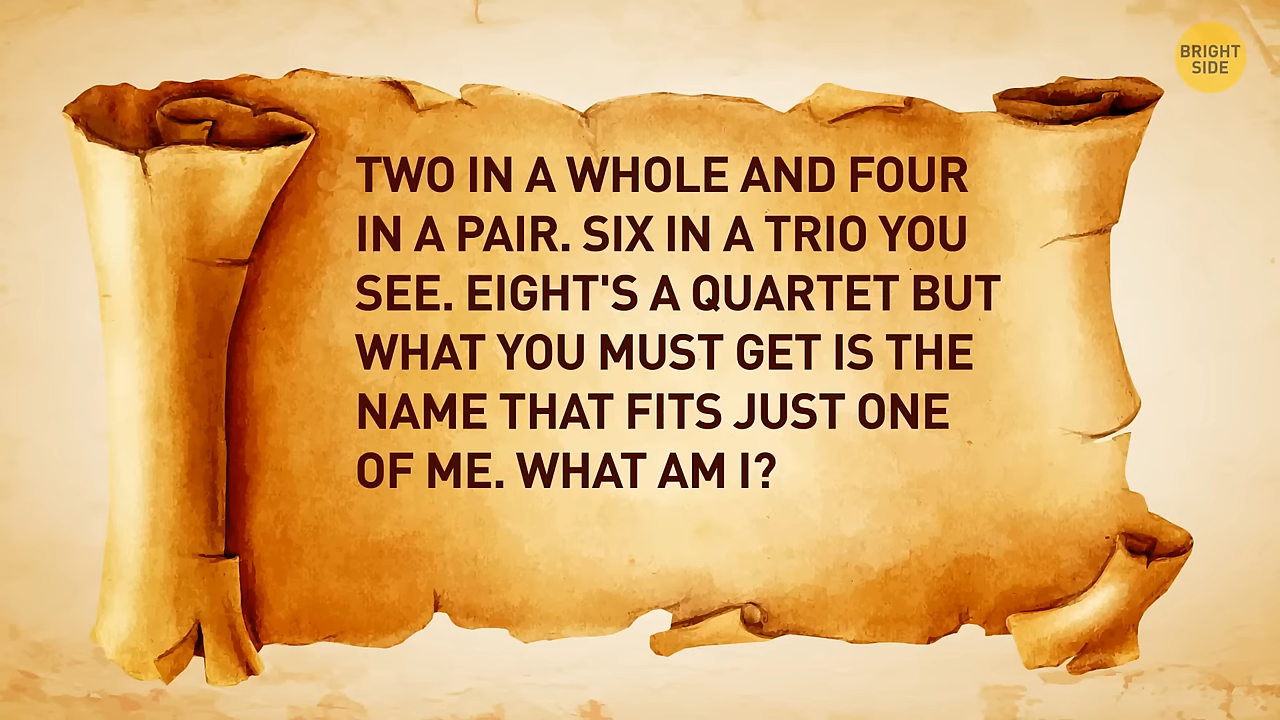 BRIGHT
SIDE
TWO IN A WHOLE AND FOUR
IN A PAIR. SIX IN A TRIO YOU
SEE. EIGHT'S A QUARTET BUT
WHAT YOU MUST GET IS THE
NAME THAT FITS JUST ONE
OF ME. WHAT AM I?